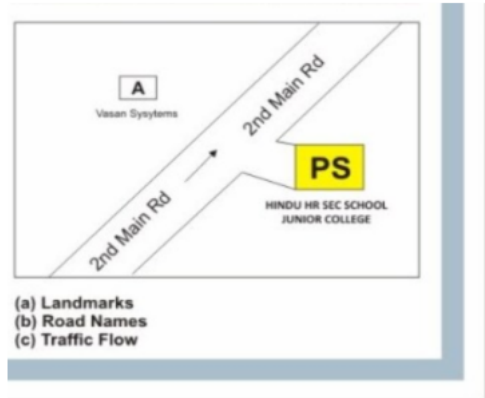 A
Vasan Sysytems
2nd Main Rd
2nd Main Rd
PS
HINDU HR SEC SCHOOL
JUNIOR COLLEGE
(a) Landmarks
(b) Road Names
(c) Traffic Flow